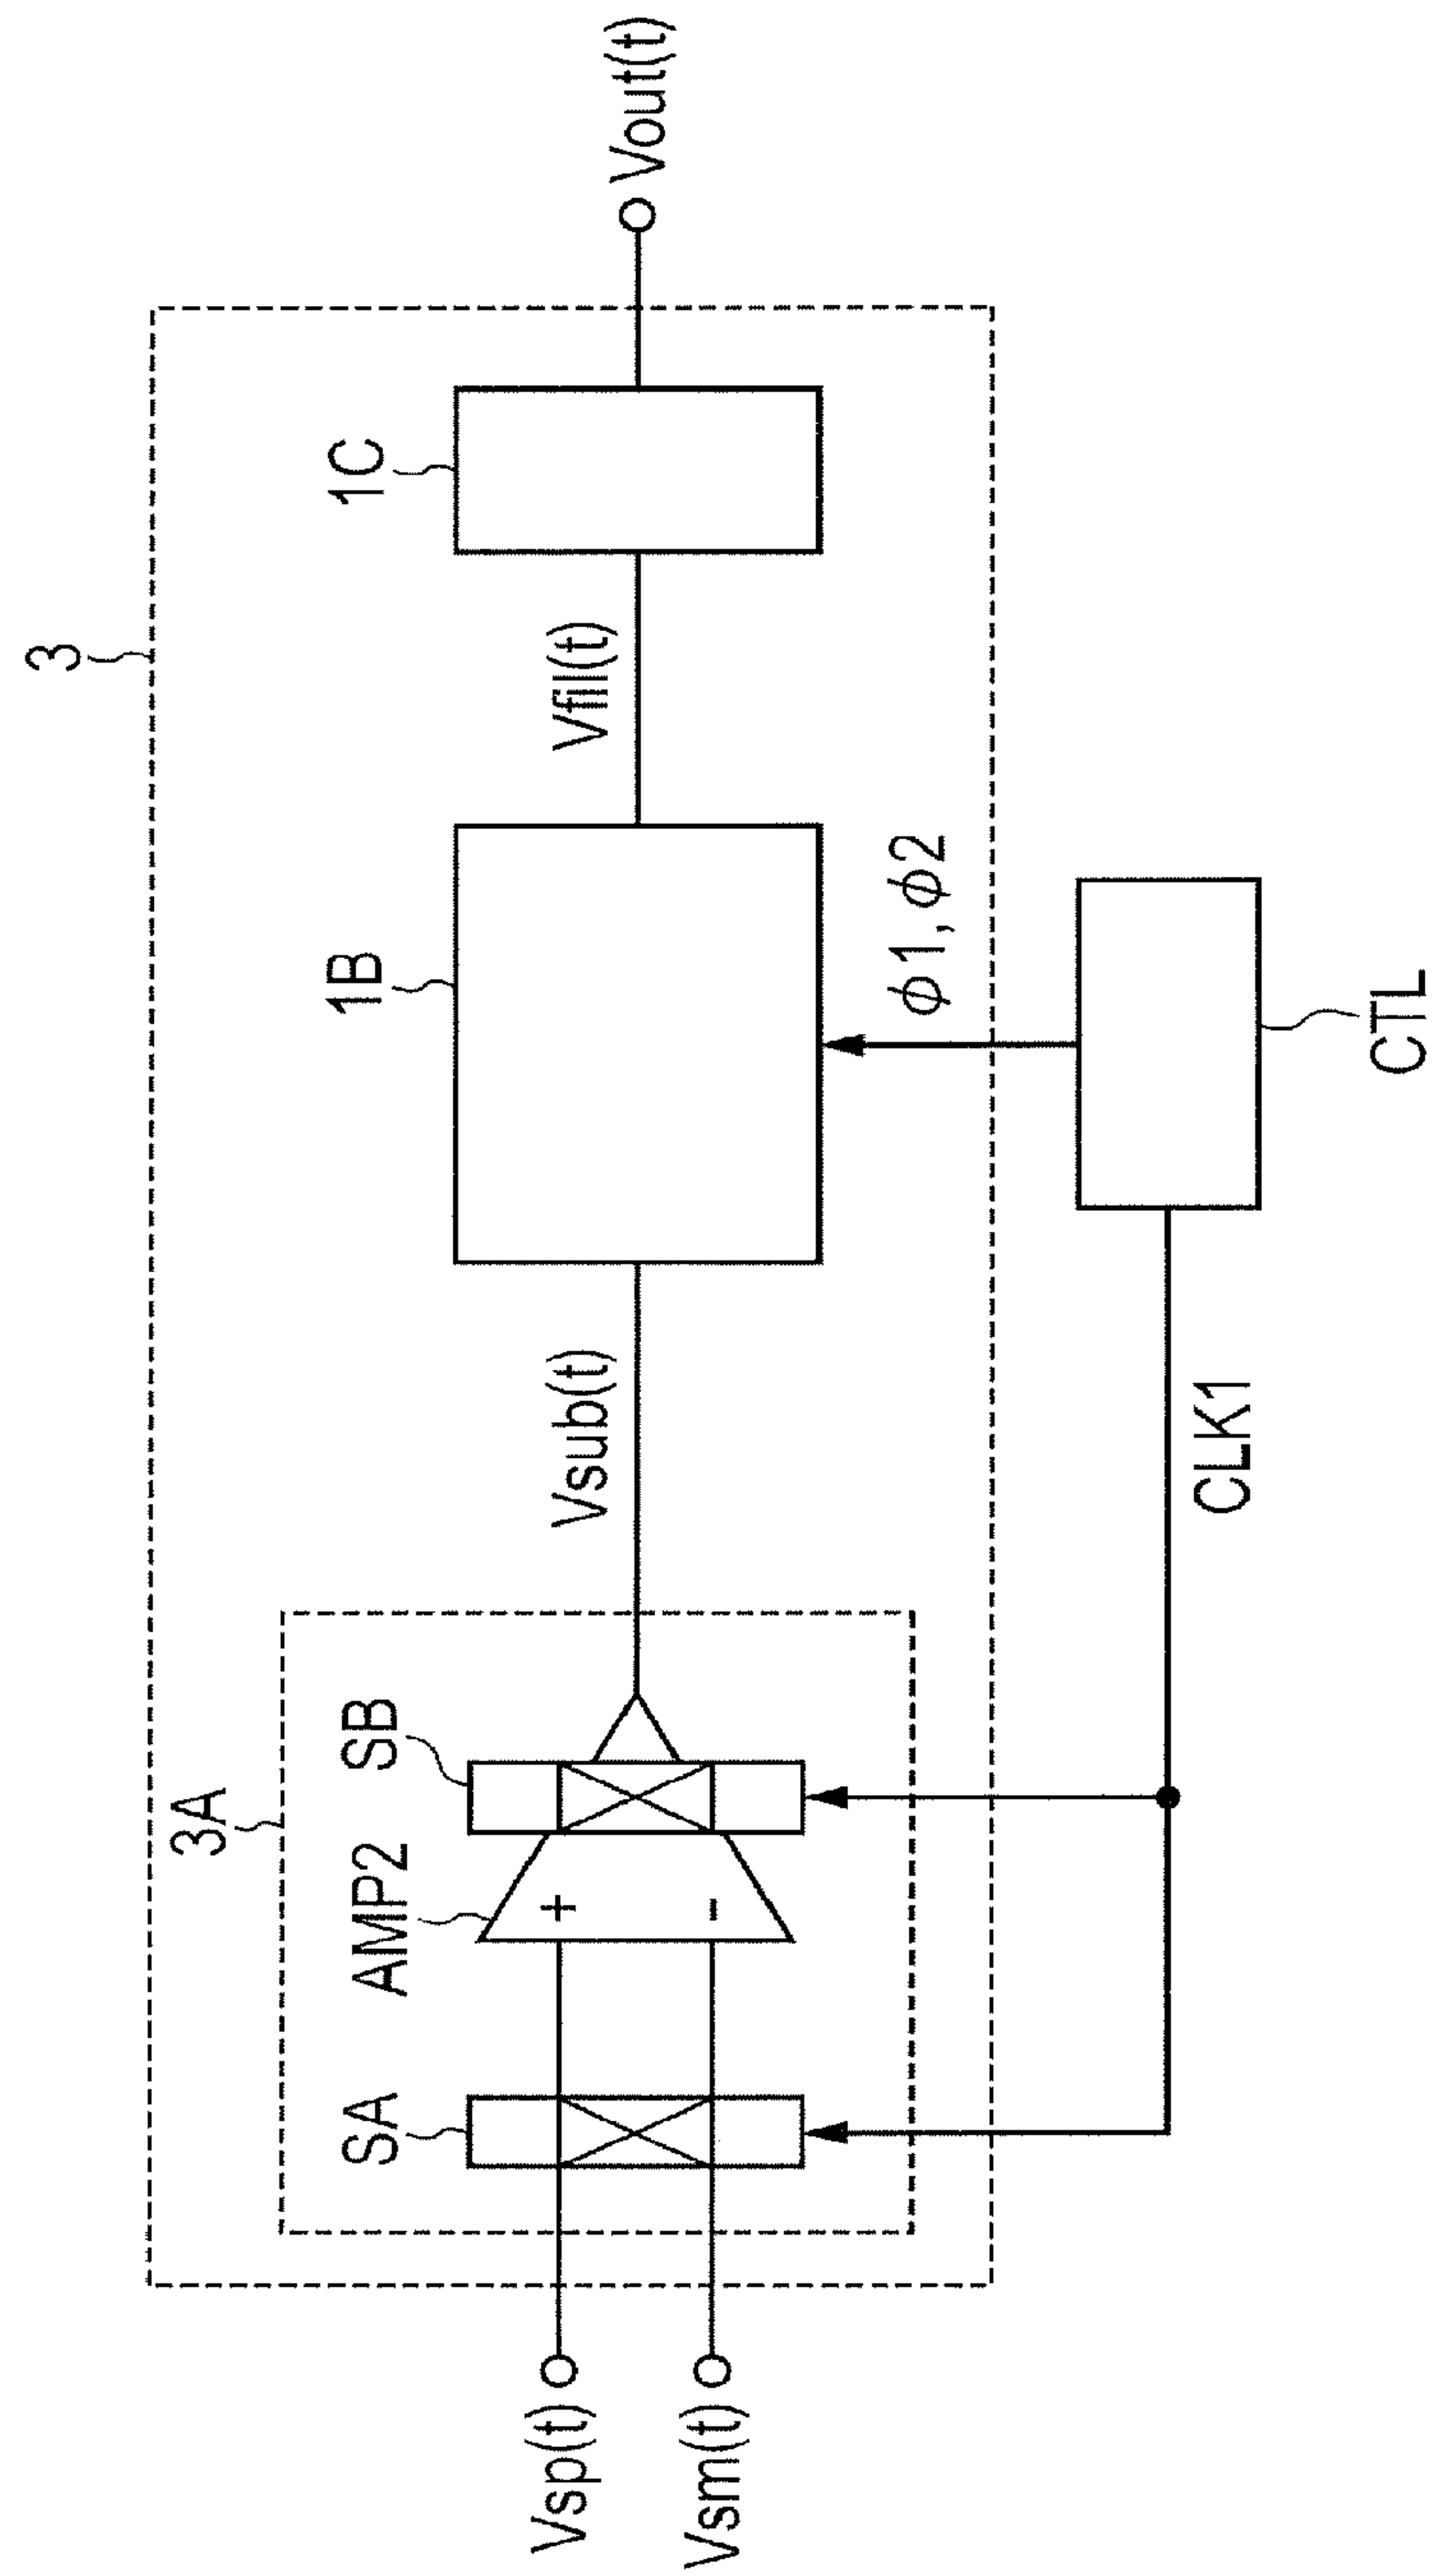 3
3A
SA
AMP2
SB
1B
1C
Vsp(t)
Vsm(t)
+
-
Vsub(t)
Vfil(t)
Vout(t)
ϕ1, ϕ2
CLK1
CTL